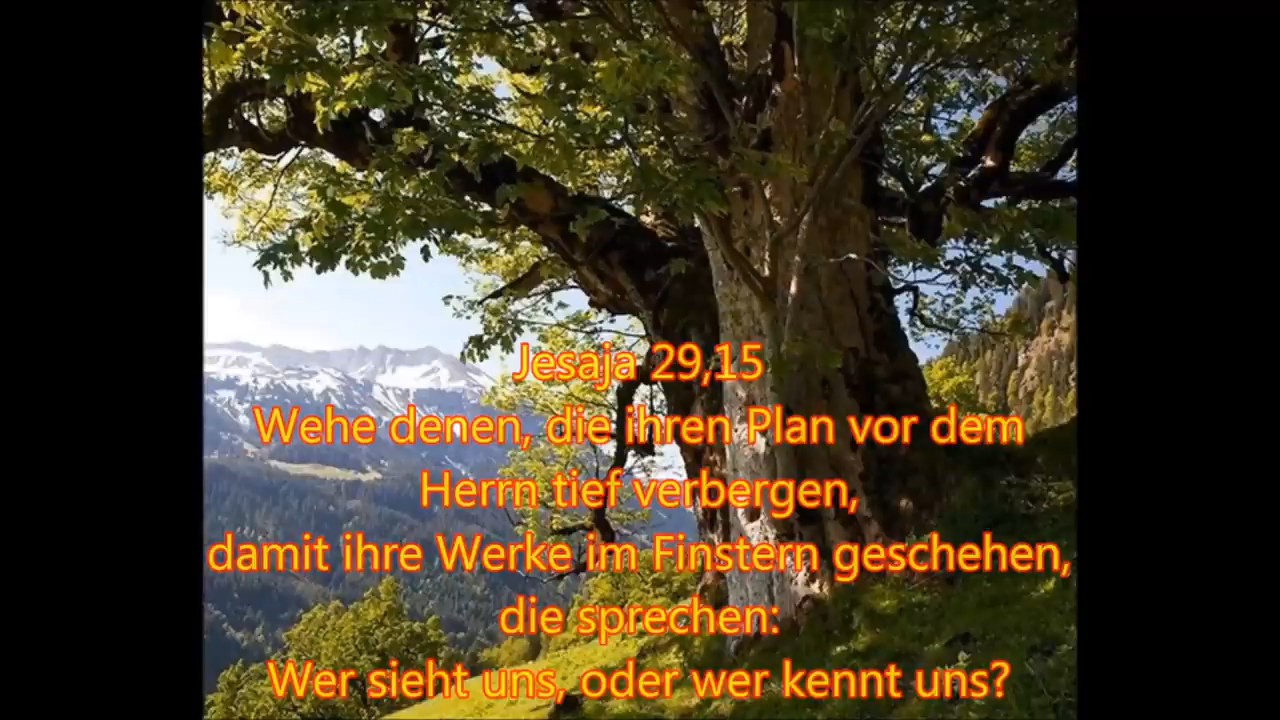 Jesaja 29,15
Wehe denen, die ihren Plan vor dem
Herrn tief verbergen,
damit ihre Werke im Finstern geschehen,
die sprechen:
Wer sieht uns, oder wer kennt uns?